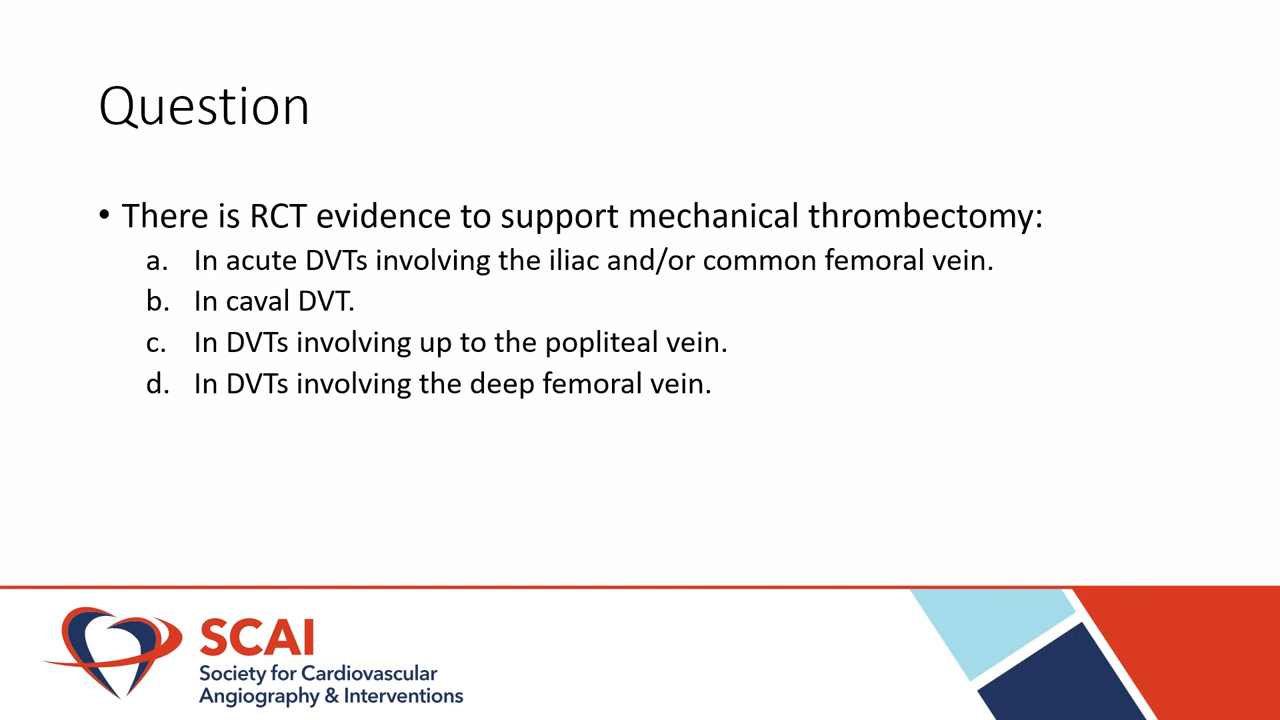 Question
• There is RCT evidence to support mechanical thrombectomy:
a. In acute DVTs involving the iliac and/or common femoral vein.
b. In caval DVT.
c. In DVTs involving up to the popliteal vein.
d. In DVTs involving the deep femoral vein.
SCAI
Society for Cardiovascular
Angiography & Interventions